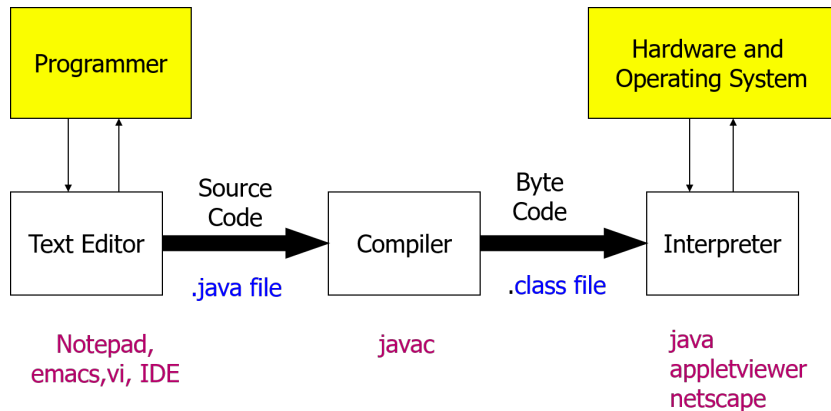 Programmer
Hardware and
Operating System
Source
Code
Byte
Code
Text Editor
Compiler
Interpreter
.java file
.class file
Notepad,
emacs,vi, IDE
javac
java
appletviewer
netscape